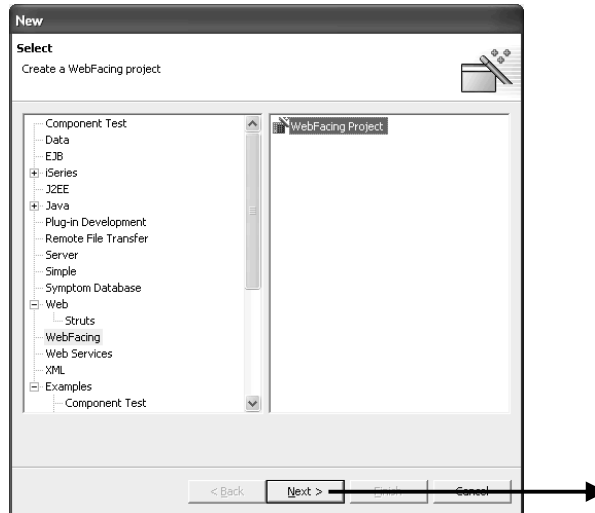 New
Select
Create a WebFacing project
Component Test
Data
EJB
iSeries
J2EE
Java
Plug-in Development
Remote File Transfer
Server
Simple
Symptom Database
Web
Struts
WebFacing
Web Services
XML
Examples
Component Test
WebFacing Project
< Back
Next >
Finish
Cancel